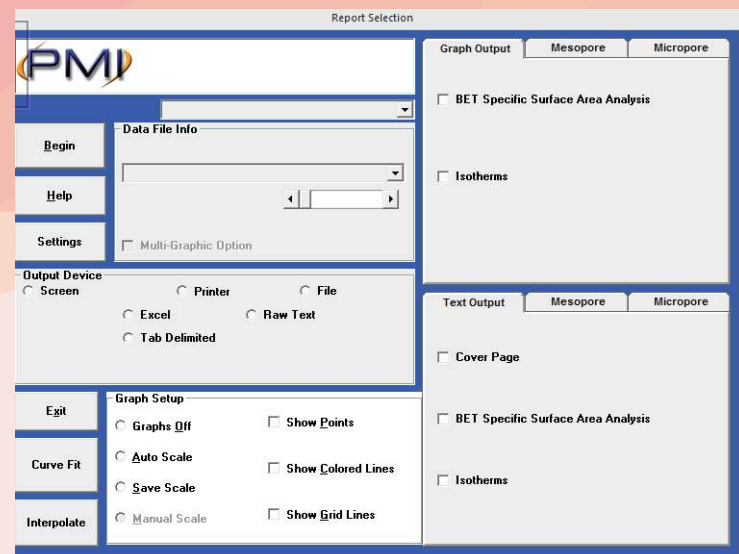 Report Selection
PMI
Begin
Help
Settings
Data File Info
Multi-Graphic Option
Output Device
Screen Printer File
Excel Raw Text
Tab Delimited
Exit
Curve Fit
Interpolate
Graph Setup
Graphs Off Show Points
Auto Scale
Show Colored Lines
Save Scale
Manual Scale Show Grid Lines
Graph Output Mesopore Micropore
BET Specific Surface Area Analysis
Isotherms
Text Output Mesopore Micropore
Cover Page
BET Specific Surface Area Analysis
Isotherms